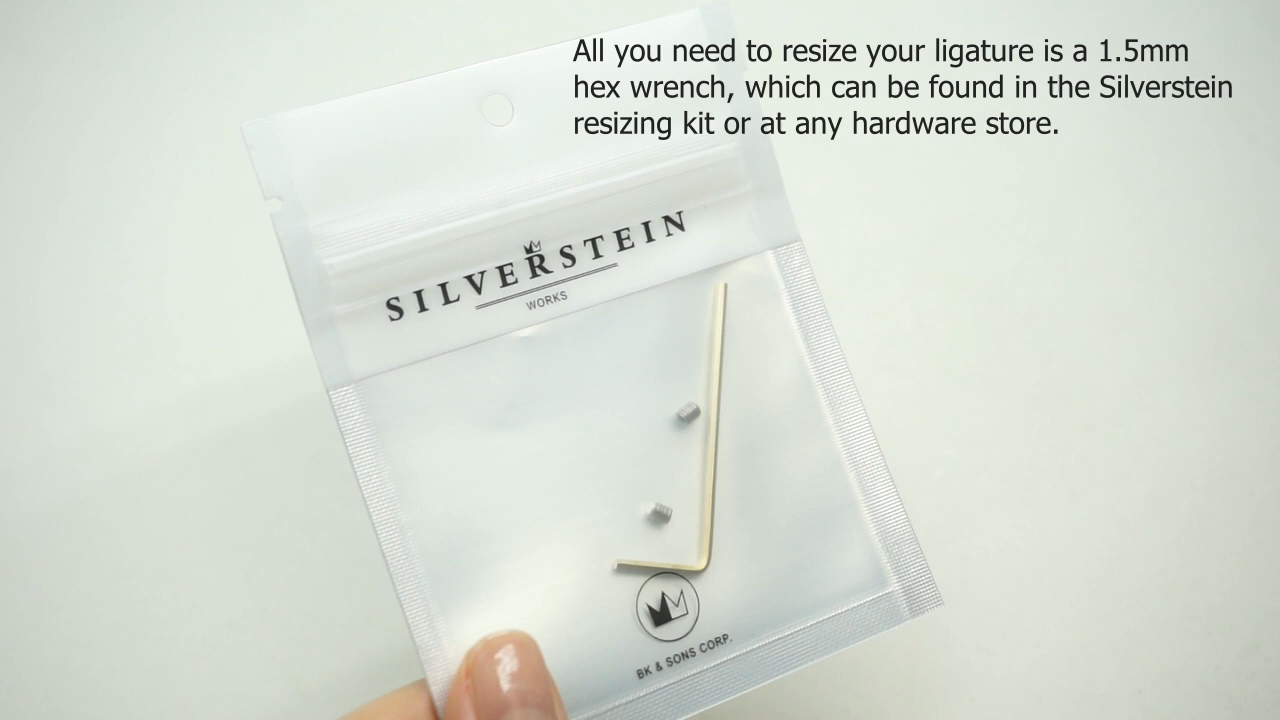 All you need to resize your ligature is a 1.5mm
hex wrench, which can be found in the Silverstein
resizing kit or at any hardware store.
SILVERSTEIN
WORKS
BK & SONS CORP.